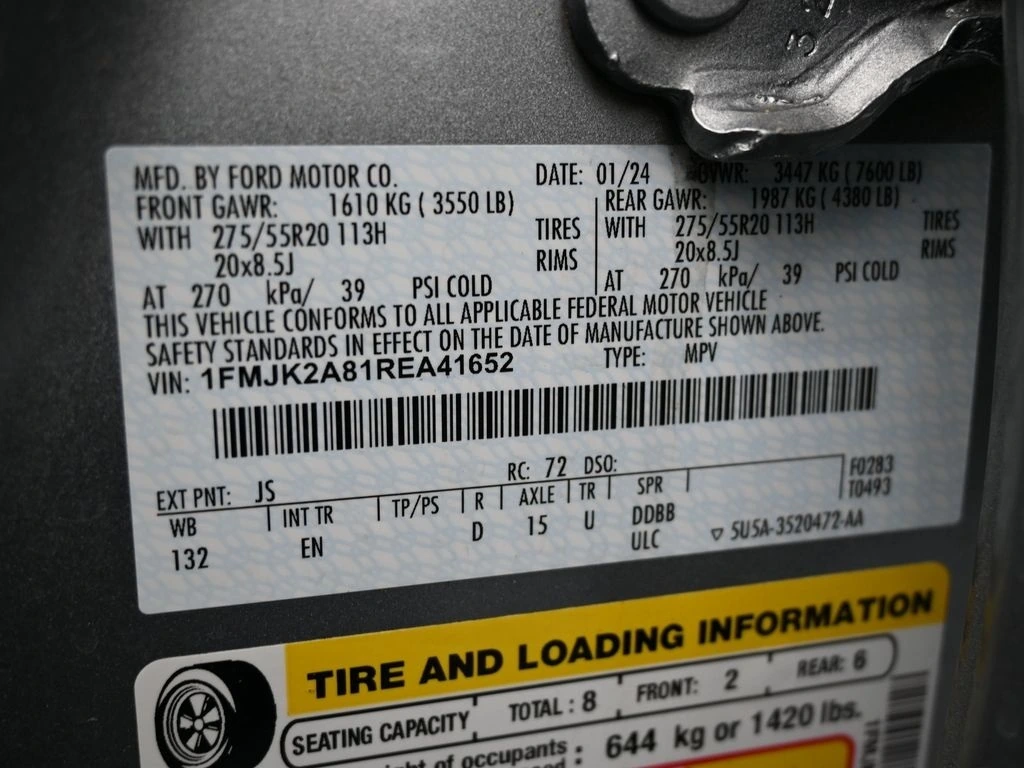 MFD. BY FORD MOTOR CO. DATE: 01/24 GVWR: 3447 KG ( 7600 LB)
FRONT GAWR: 1610 KG ( 3550 LB) REAR GAWR: 1987 KG ( 4380 LB)
WITH 275/55R20 113H TIRES WITH 275/55R20 113H TIRES
20x8.5J RIMS 20x8.5J RIMS
AT 270 kPa/ 39 PSI COLD AT 270 kPa/ 39 PSI COLD
THIS VEHICLE CONFORMS TO ALL APPLICABLE FEDERAL MOTOR VEHICLE
SAFETY STANDARDS IN EFFECT ON THE DATE OF MANUFACTURE SHOWN ABOVE.
VIN: 1FMJK2A81REA41652 TYPE: MPV
EXT PNT: JS RC: 72 DSO: F0283
WB INT TR TP/PS R AXLE TR SPR T0493
132 EN D 15 U DDBB
ULC 5U5A-3520472-AA
TIRE AND LOADING INFORMATION
SEATING CAPACITY TOTAL : 8 FRONT: 2 REAR: 6
of occupants : 644 kg or 1420 lbs.